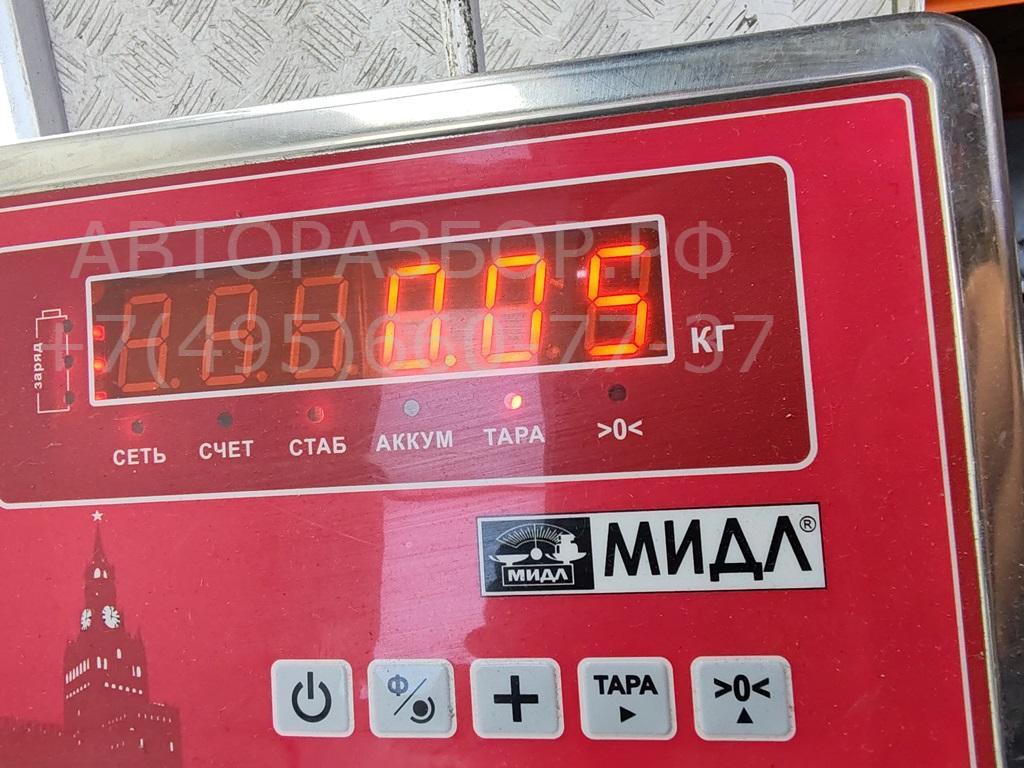 АВТОРАЗБОР.РФ
0.05
КГ
заряд
+7(495)660-77-37
СЕТЬ СЧЕТ СТАБ АККУМ ТАРА >0<
МИДЛ МИДЛ®
Ф ТАРА >0<